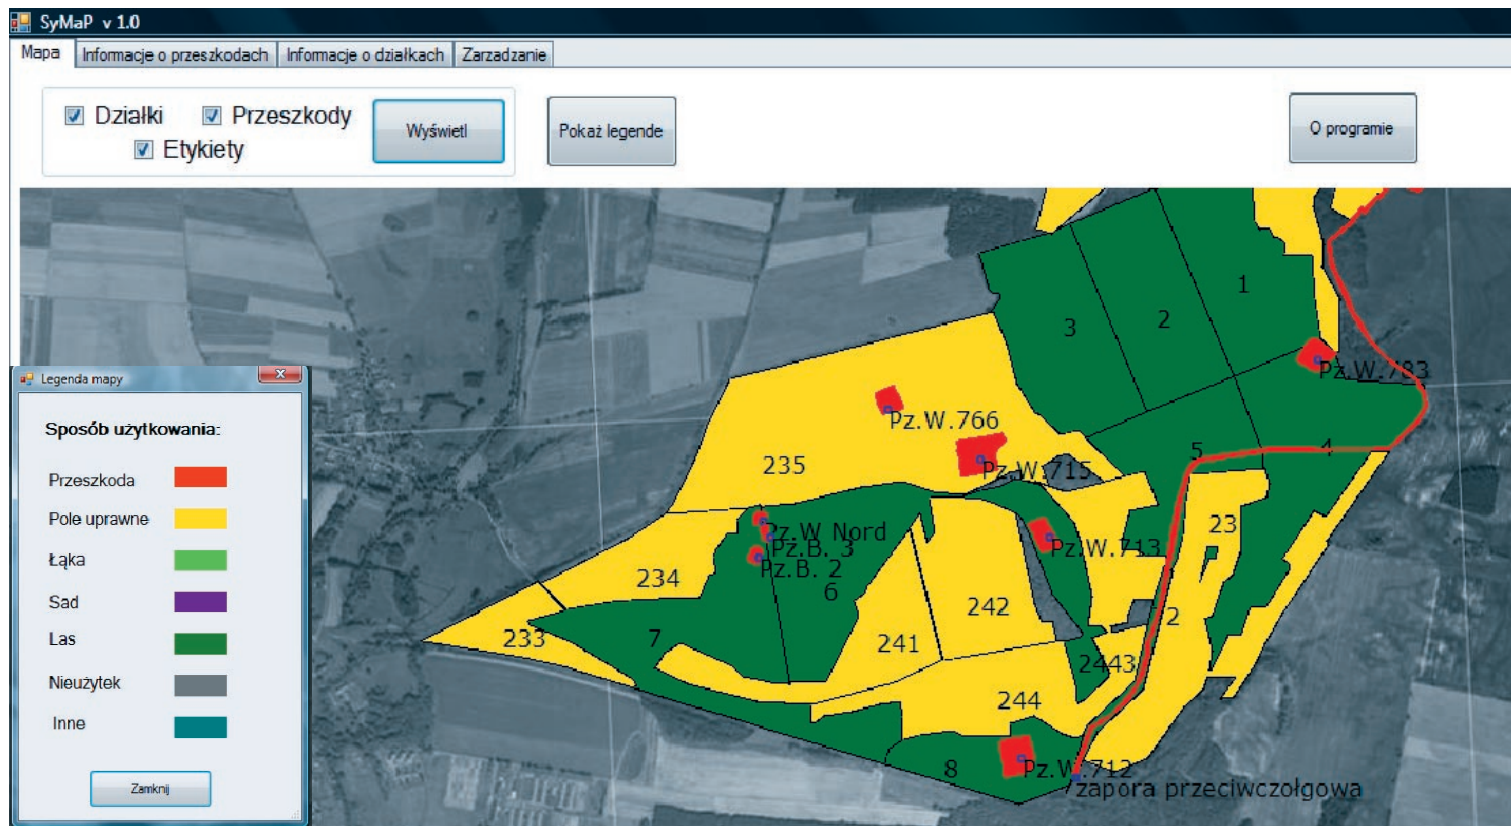 SyMaP v 1.0
Mapa Informacje o przeszkodach Informacje o działkach Zarzadzanie
Działki Przeszkody
Etykiety
Wyświetl
Pokaż legende
O programie
1
2
3
Pz.W.783
Pz.W.766
4
5
235
Pz.W.715
23
Pz.W Nord
Pz.B. 3
Pz.W.713
Pz.B. 2
234
6
242
2
233
7
241
2443
244
8
Pz.W.712
zapora przeciwczołgowa
Legenda mapy
Sposób użytkowania:
Przeszkoda
Pole uprawne
Łąka
Sad
Las
Nieużytek
Inne
Zamknij